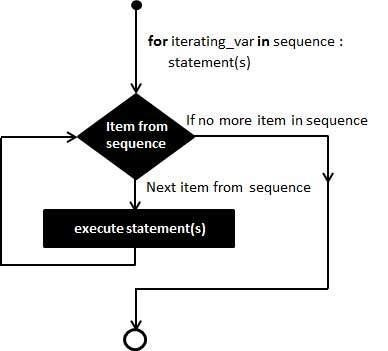 for iterating_var in sequence :
statement(s)
Item from
sequence
If no more item in sequence
Next item from sequence
execute statement(s)